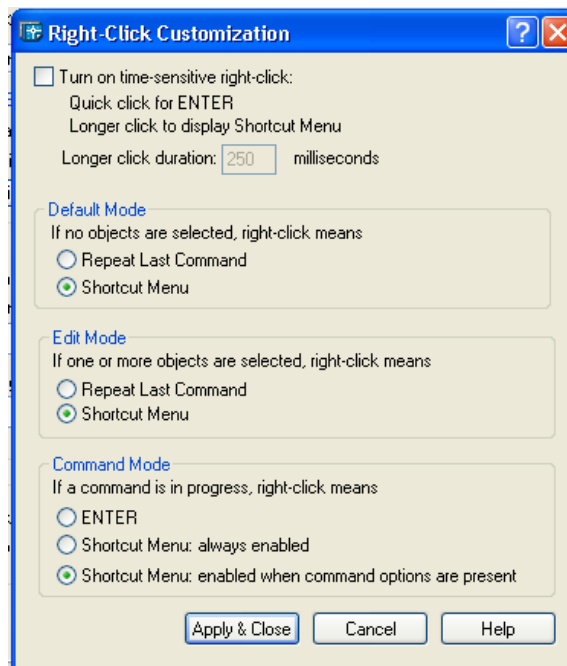 Right-Click Customization
Turn on time-sensitive right-click:
Quick click for ENTER
Longer click to display Shortcut Menu
Longer click duration: 250 milliseconds
Default Mode
If no objects are selected, right-click means
Repeat Last Command
Shortcut Menu
Edit Mode
If one or more objects are selected, right-click means
Repeat Last Command
Shortcut Menu
Command Mode
If a command is in progress, right-click means
ENTER
Shortcut Menu: always enabled
Shortcut Menu: enabled when command options are present
Apply & Close Cancel Help